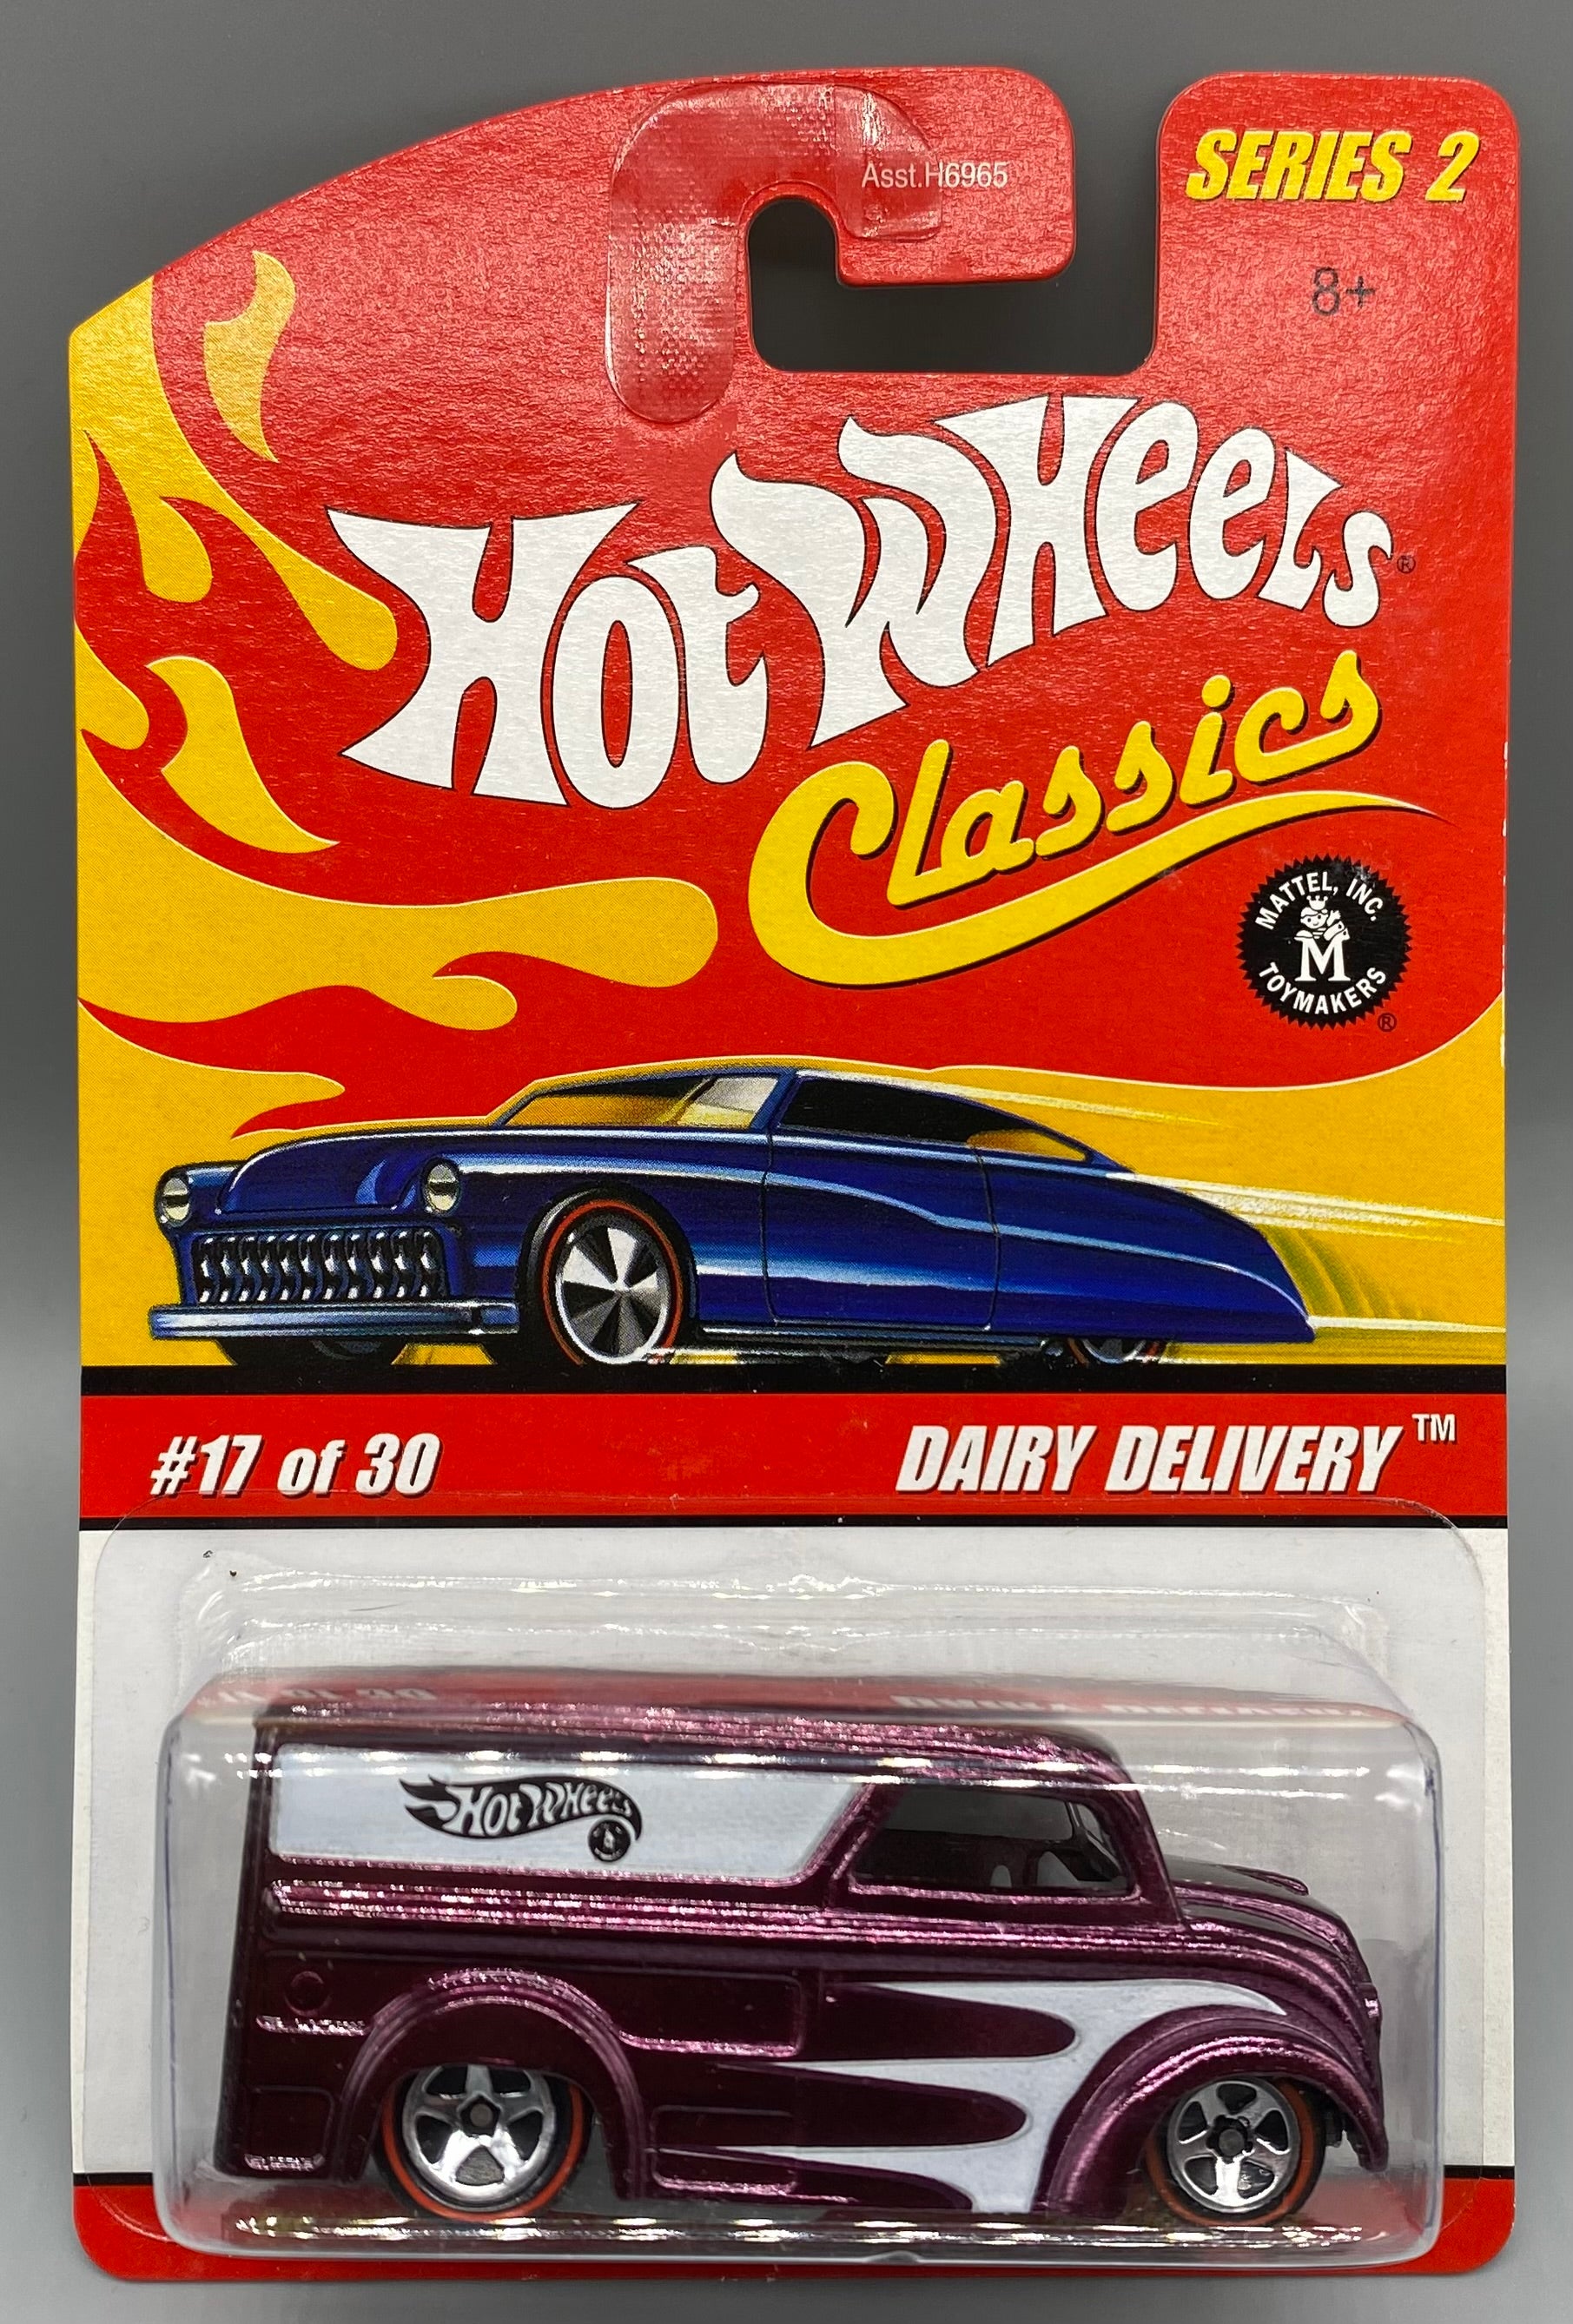 Asst.H6965
SERIES 2
8+
HOT WHEELS®
Classics
MATTEL, INC.
M
TOYMAKERS
®
#17 of 30
DAIRY DELIVERY™
HOT WHEELS